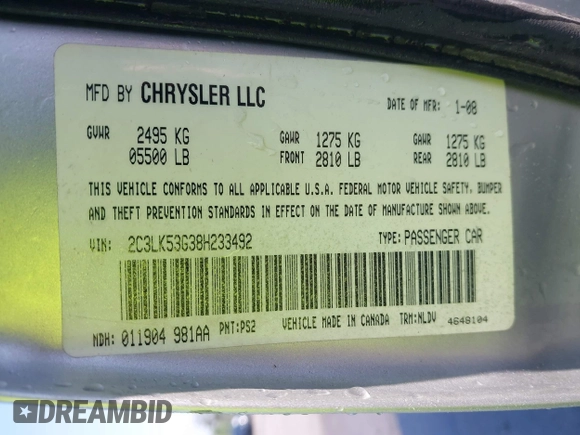 MFD BY CHRYSLER LLC DATE OF MFR: 1-08
GVWR 2495 KG GAWR 1275 KG GAWR 1275 KG
05500 LB FRONT 2810 LB REAR 2810 LB
THIS VEHICLE CONFORMS TO ALL APPLICABLE U.S.A. FEDERAL MOTOR VEHICLE SAFETY, BUMPER
AND THEFT PREVENTION STANDARDS IN EFFECT ON THE DATE OF MANUFACTURE SHOWN ABOVE.
VIN: 2C3LK53G38H233492 TYPE: PASSENGER CAR
NDH: 011904 981AA PNT:PS2 VEHICLE MADE IN CANADA TRM:NLDV 4648104
DREAMBID